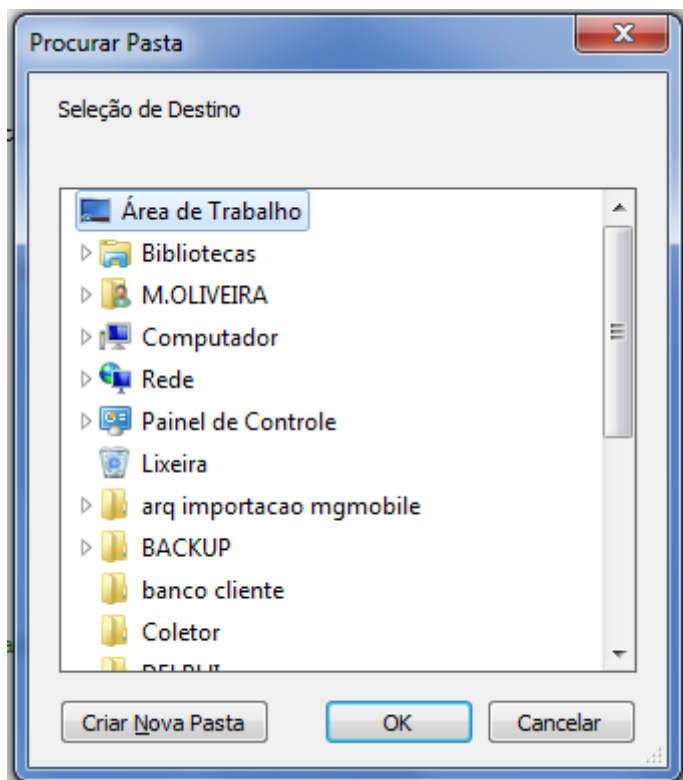 Procurar Pasta
Seleção de Destino
Área de Trabalho
Bibliotecas
M.OLIVEIRA
Computador
Rede
Painel de Controle
Lixeira
arq importacao mgmobile
BACKUP
banco cliente
Coletor
DELPHI
Criar Nova Pasta
OK
Cancelar